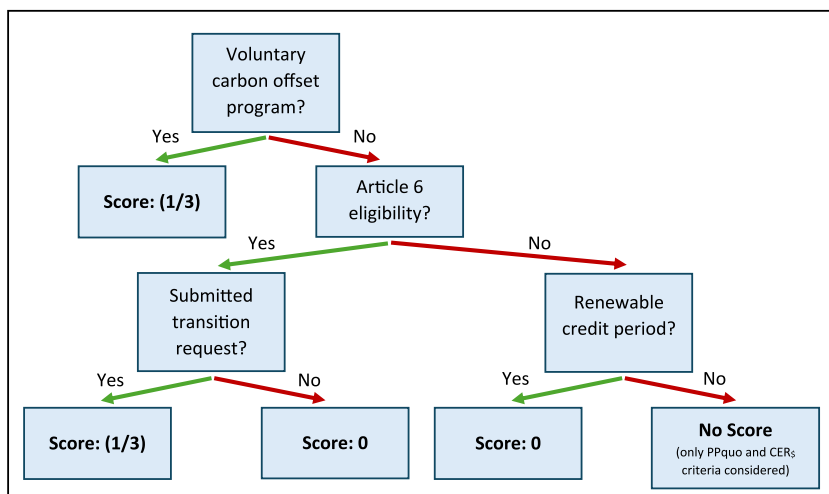 Voluntary
carbon offset
program?
Yes
No
Score: (1/3)
Article 6
eligibility?
Yes
No
Submitted
transition
request?
Renewable
credit period?
Yes
No
Yes
No
Score: (1/3)
Score: 0
Score: 0
No Score
(only PPquo and CER$
criteria considered)